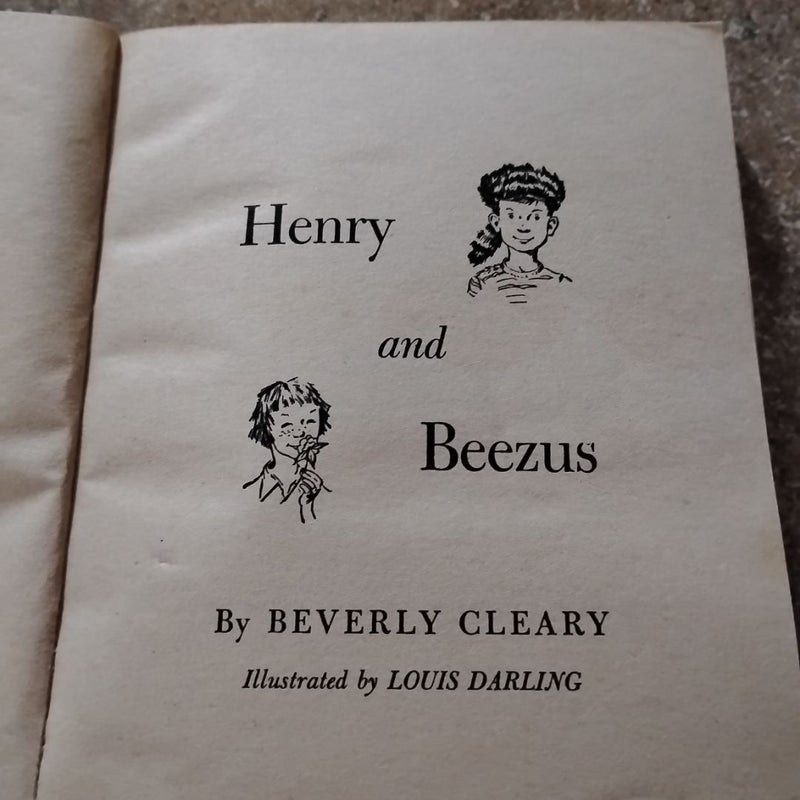 Henry
and
Beezus
By BEVERLY CLEARY
Illustrated by LOUIS DARLING